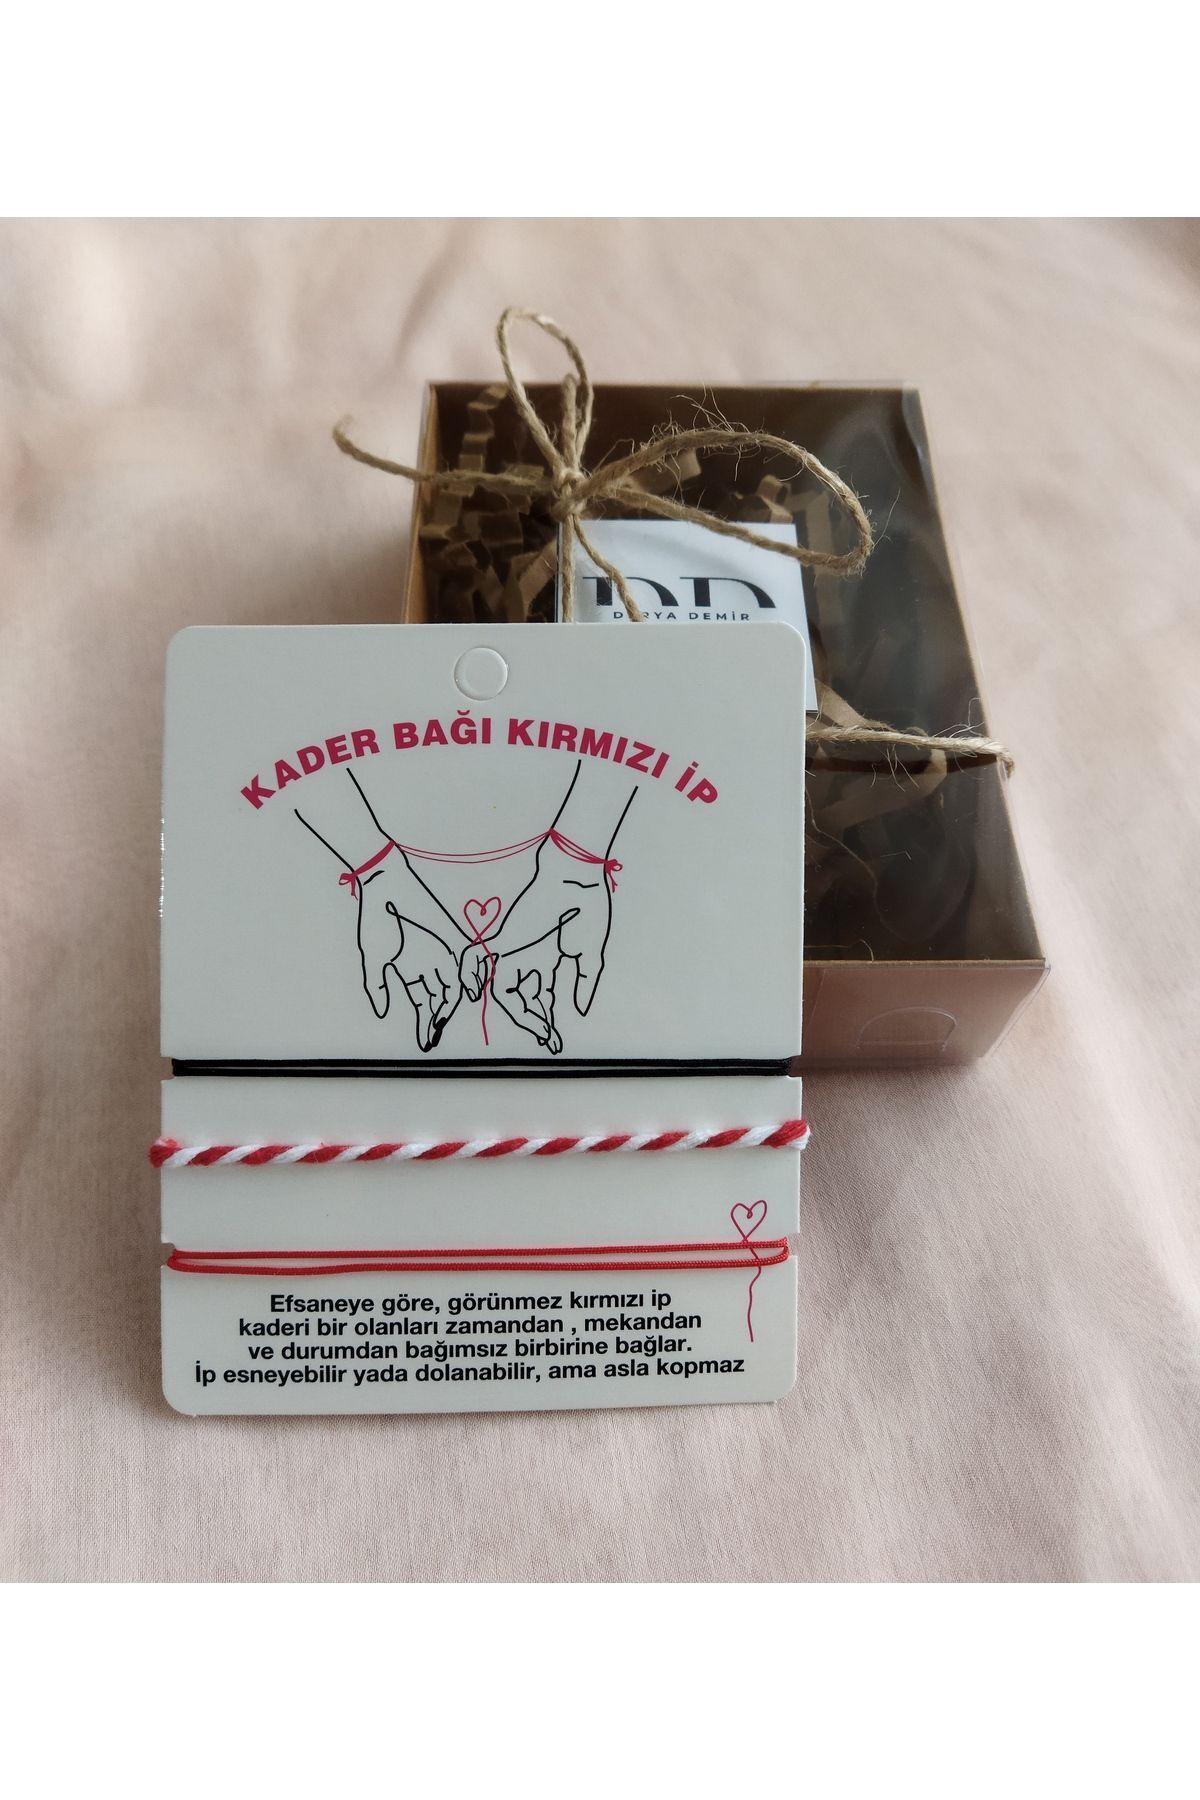 DD
DERYA DEMİR
KADER BAĞI KIRMIZI İP
Efsaneye göre, görünmez kırmızı ip
kaderi bir olanları zamandan , mekandan
ve durumdan bağımsız birbirine bağlar.
İp esneyebilir yada dolanabilir, ama asla kopmaz